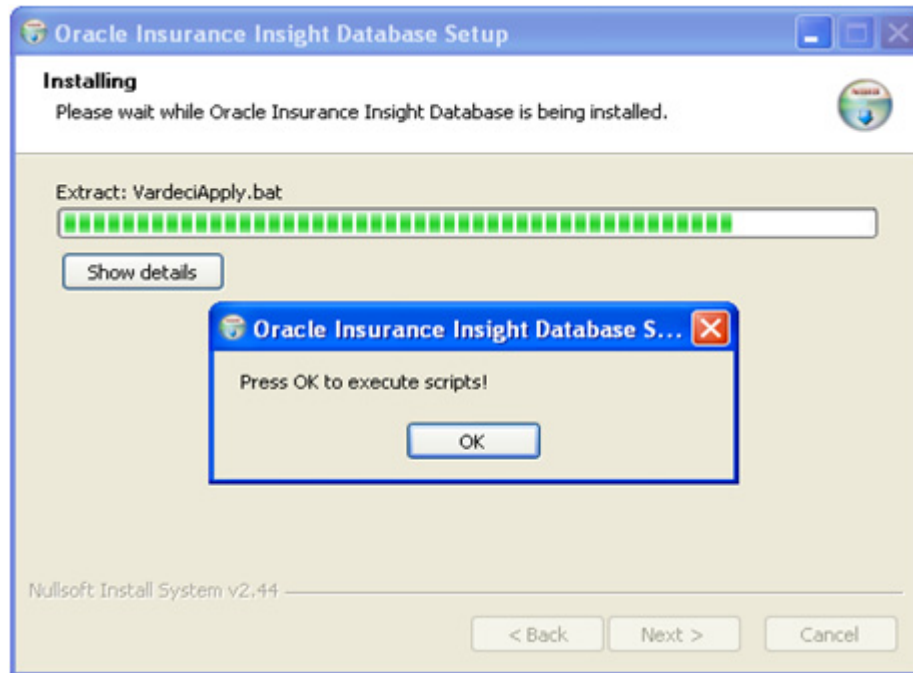 Oracle Insurance Insight Database Setup
Installing
Please wait while Oracle Insurance Insight Database is being installed.
Extract: VardeciApply.bat
Show details
Oracle Insurance Insight Database S...
Press OK to execute scripts!
OK
Nullsoft Install System v2.44
< Back
Next >
Cancel